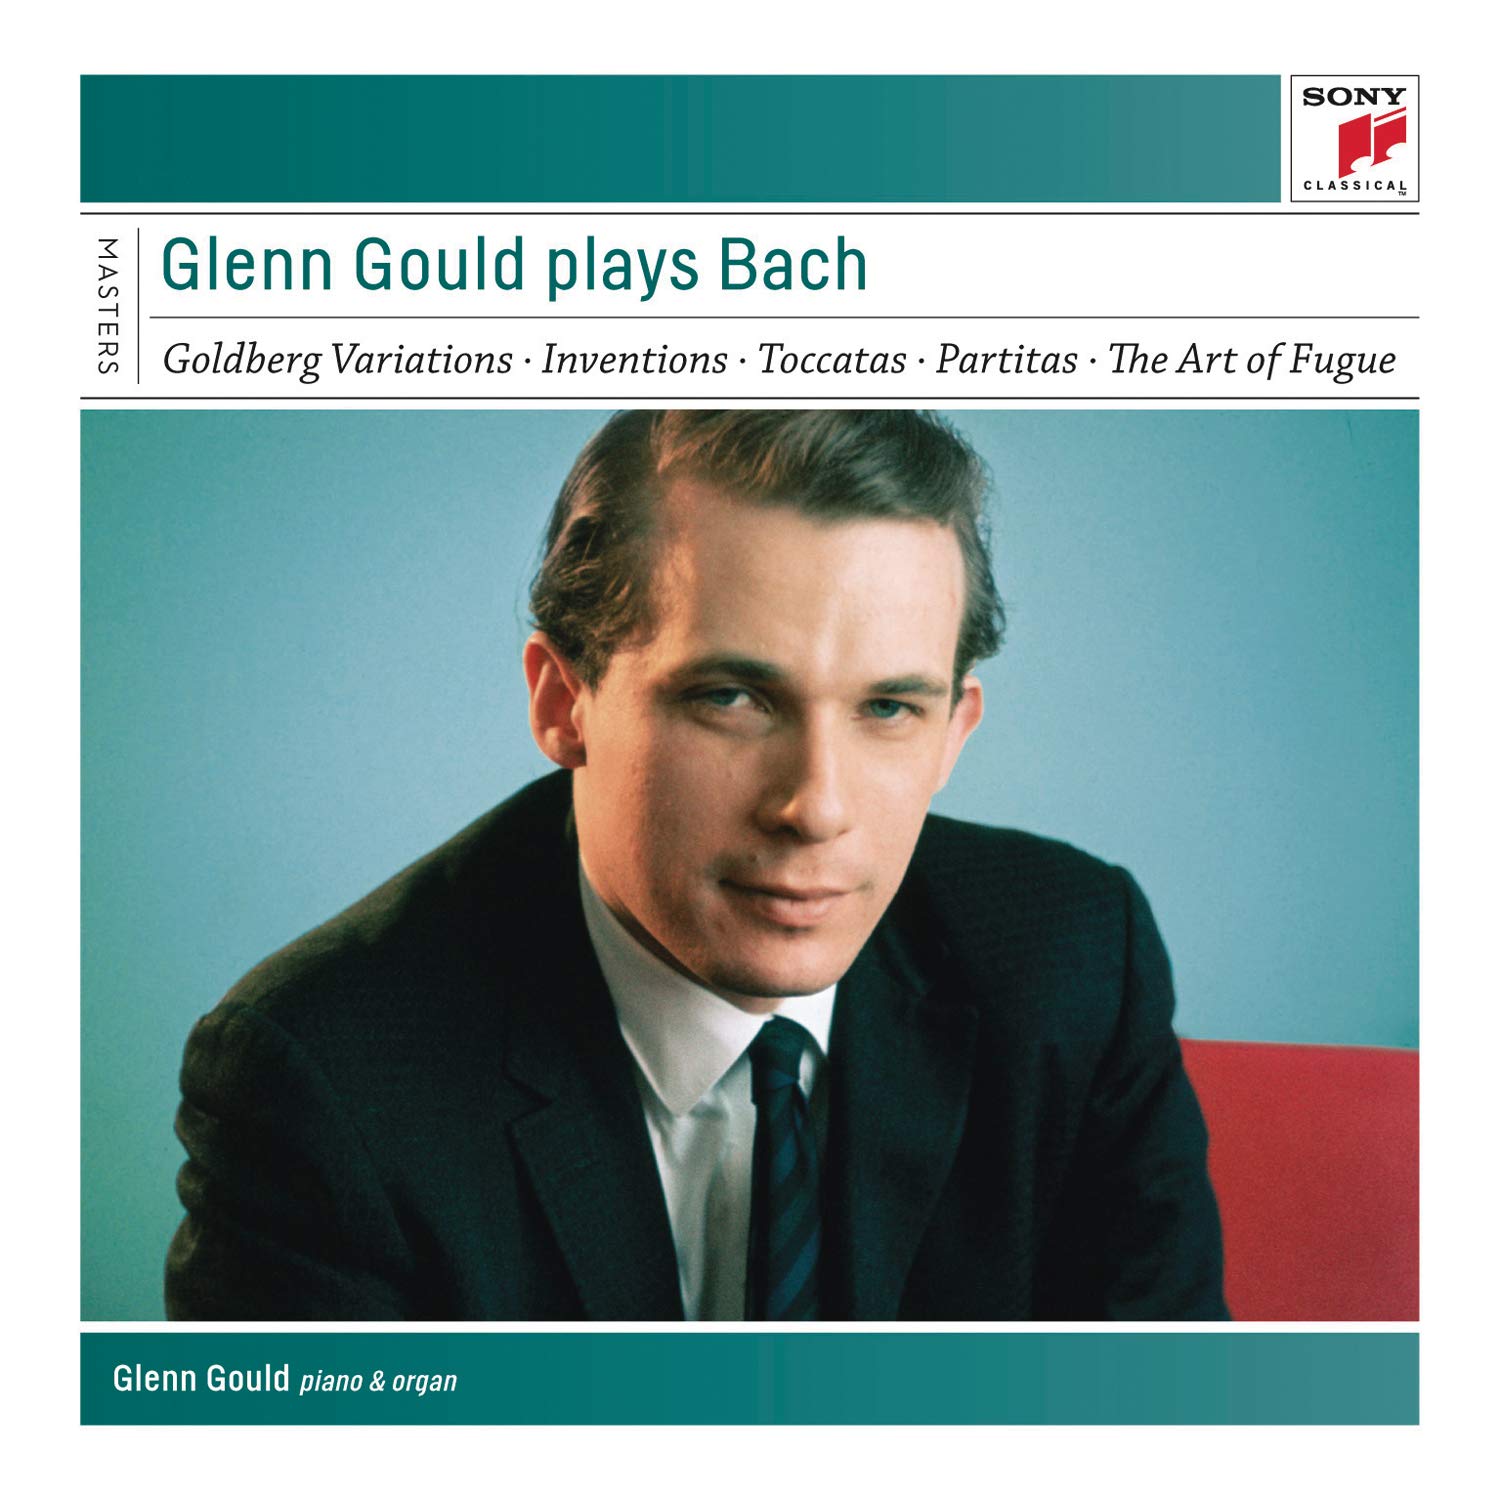 SONY
CLASSICAL™
MASTERS
Glenn Gould plays Bach
Goldberg Variations · Inventions · Toccatas · Partitas · The Art of Fugue
Glenn Gould piano & organ